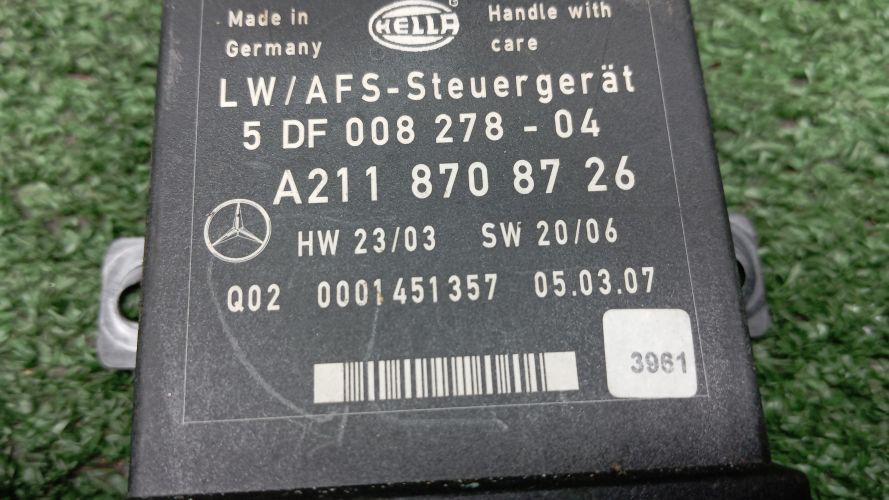 Made in Germany
HELLA
Handle with care
LW/AFS-Steuergerät
5 DF 008 278 - 04
A211 870 87 26
HW 23/03 SW 20/06
Q02 0001451357 05.03.07
3961